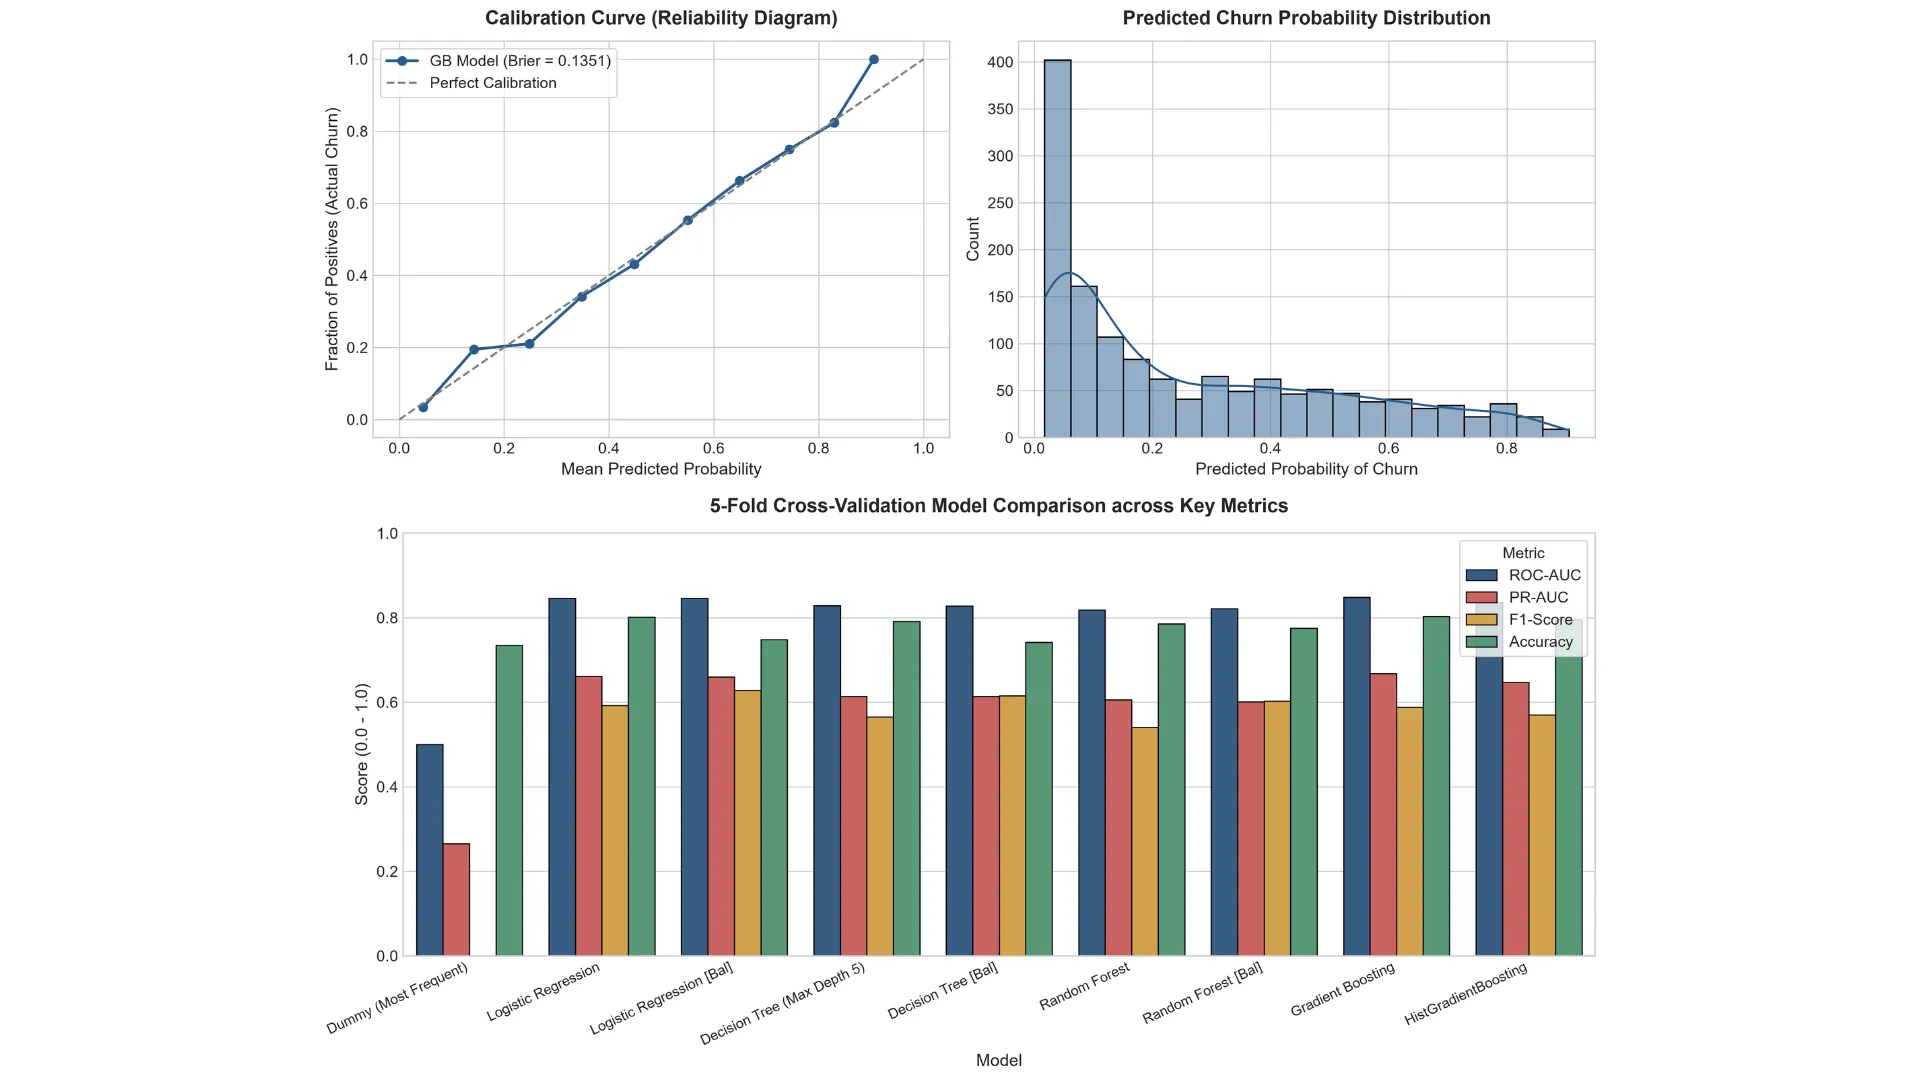 Calibration Curve (Reliability Diagram)
GB Model (Brier = 0.1351)
Perfect Calibration
Fraction of Positives (Actual Churn)
1.0
0.8
0.6
0.4
0.2
0.0
0.0 0.2 0.4 0.6 0.8 1.0
Mean Predicted Probability
Predicted Churn Probability Distribution
Count
400
350
300
250
200
150
100
50
0
0.0 0.2 0.4 0.6 0.8
Predicted Probability of Churn
5-Fold Cross-Validation Model Comparison across Key Metrics
Score (0.0 - 1.0)
1.0
0.8
0.6
0.4
0.2
0.0
Metric
ROC-AUC
PR-AUC
F1-Score
Accuracy
Dummy (Most Frequent)
Logistic Regression
Logistic Regression [Bal]
Decision Tree (Max Depth 5)
Decision Tree [Bal]
Random Forest
Random Forest [Bal]
Gradient Boosting
HistGradientBoosting
Model